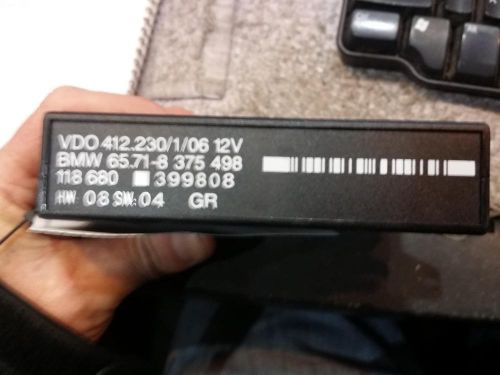 VDO 412.230/1/06 12V
BMW 65.71-8 375 498
118 680 399808
HW: 08 SW: 04 GR